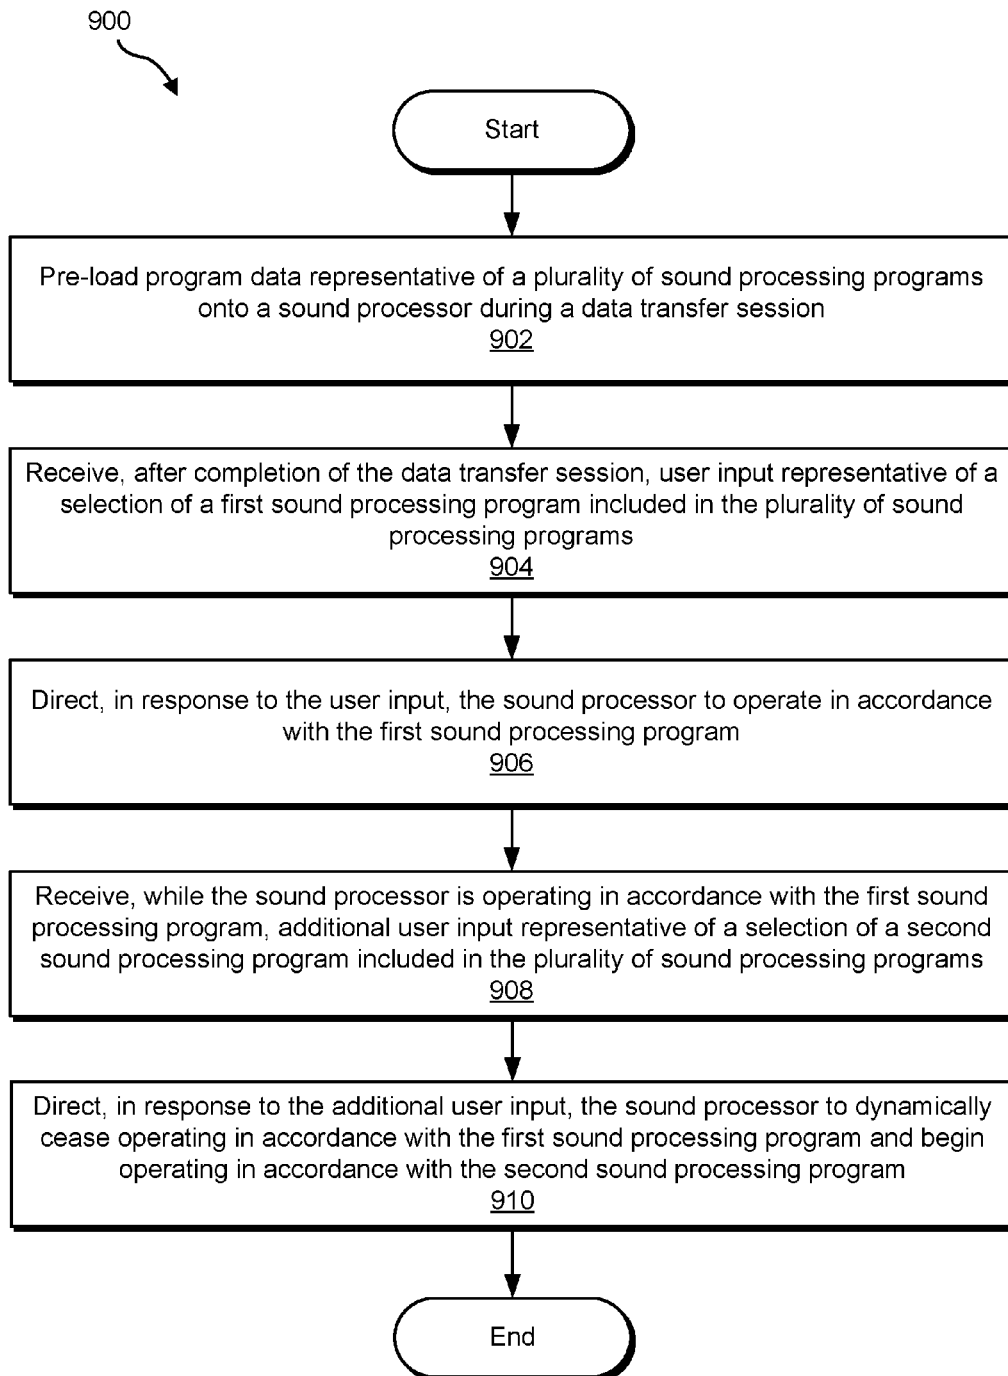 900
Start
Pre-load program data representative of a plurality of sound processing programs
onto a sound processor during a data transfer session
902
Receive, after completion of the data transfer session, user input representative of a
selection of a first sound processing program included in the plurality of sound
processing programs
904
Direct, in response to the user input, the sound processor to operate in accordance
with the first sound processing program
906
Receive, while the sound processor is operating in accordance with the first sound
processing program, additional user input representative of a selection of a second
sound processing program included in the plurality of sound processing programs
908
Direct, in response to the additional user input, the sound processor to dynamically
cease operating in accordance with the first sound processing program and begin
operating in accordance with the second sound processing program
910
End